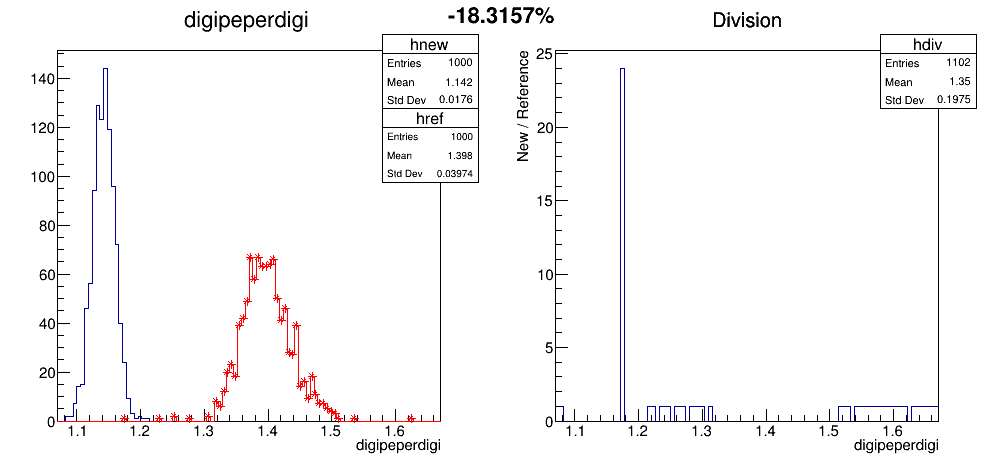 digipeperdigi
-18.3157%
Division
hnew
Entries 1000
Mean 1.142
Std Dev 0.0176
href
Entries 1000
Mean 1.398
Std Dev 0.03974
140
120
100
80
60
40
20
0
1.1 1.2 1.3 1.4 1.5 1.6
digipeperdigi
hdiv
Entries 1102
Mean 1.35
Std Dev 0.1975
New / Reference
25
20
15
10
5
0
1.1 1.2 1.3 1.4 1.5 1.6
digipeperdigi